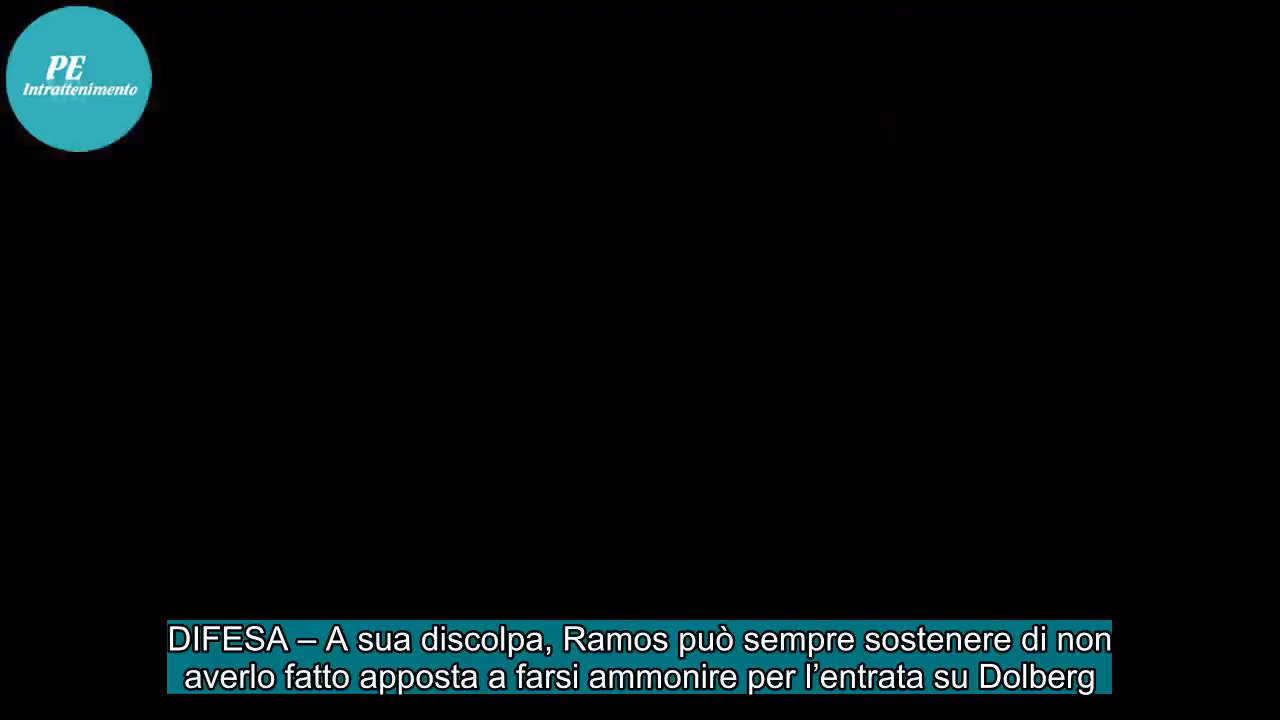 PE
Intrattenimento
DIFESA – A sua discolpa, Ramos può sempre sostenere di non
averlo fatto apposta a farsi ammonire per l’entrata su Dolberg